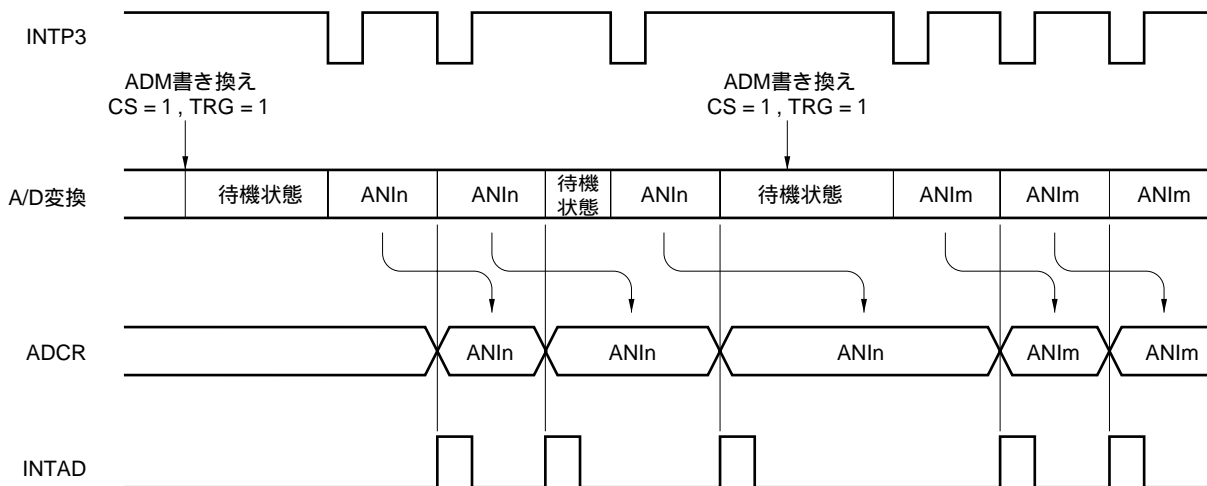 INTP3
ADM書き換え
CS = 1 , TRG = 1
ADM書き換え
CS = 1 , TRG = 1
A/D変換
待機状態
ANIn
ANIn
待機
状態
ANIn
待機状態
ANIm
ANIm
ANIm
ADCR
ANIn
ANIn
ANIn
ANIm
ANIm
INTAD